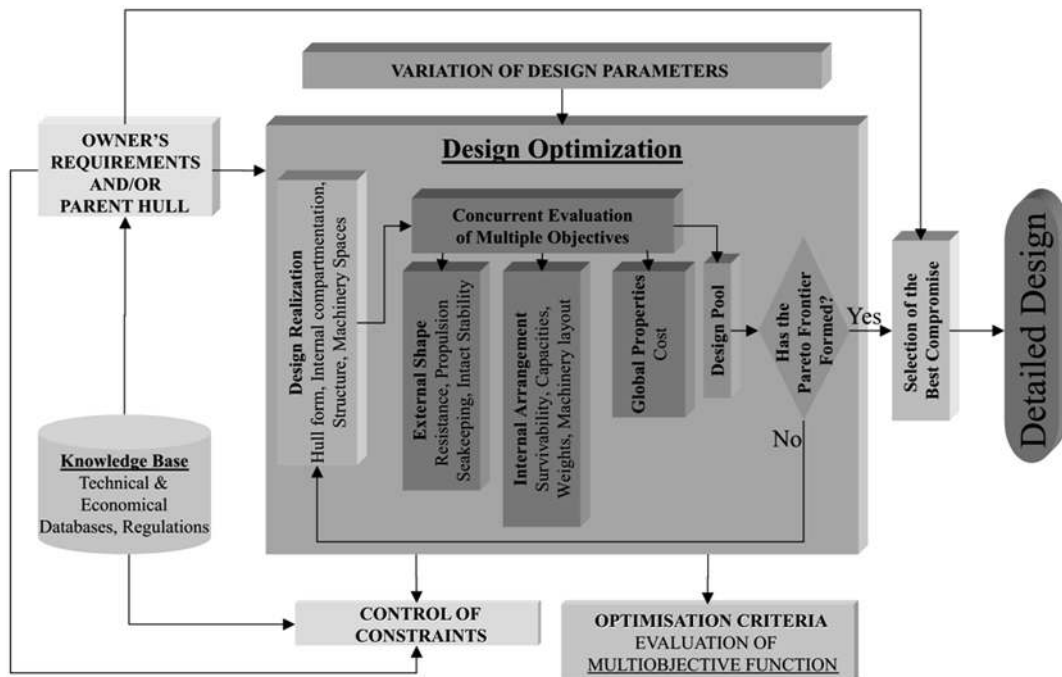 VARIATION OF DESIGN PARAMETERS
OWNER'S
REQUIREMENTS
AND/OR
PARENT HULL
Design Optimization
Design Realization
Hull form, Internal compartmentation,
Structure, Machinery Spaces
Concurrent Evaluation
of Multiple Objectives
External Shape
Resistance, Propulsion
Seakeeping, Intact Stability
Internal Arrangement
Survivability, Capacities,
Weights, Machinery layout
Global Properties
Cost
Design Pool
Has the
Pareto Frontier
Formed?
Yes
No
Selection of the
Best Compromise
Detailed Design
Knowledge Base
Technical &
Economical
Databases, Regulations
CONTROL OF
CONSTRAINTS
OPTIMISATION CRITERIA
EVALUATION OF
MULTIOBJECTIVE FUNCTION